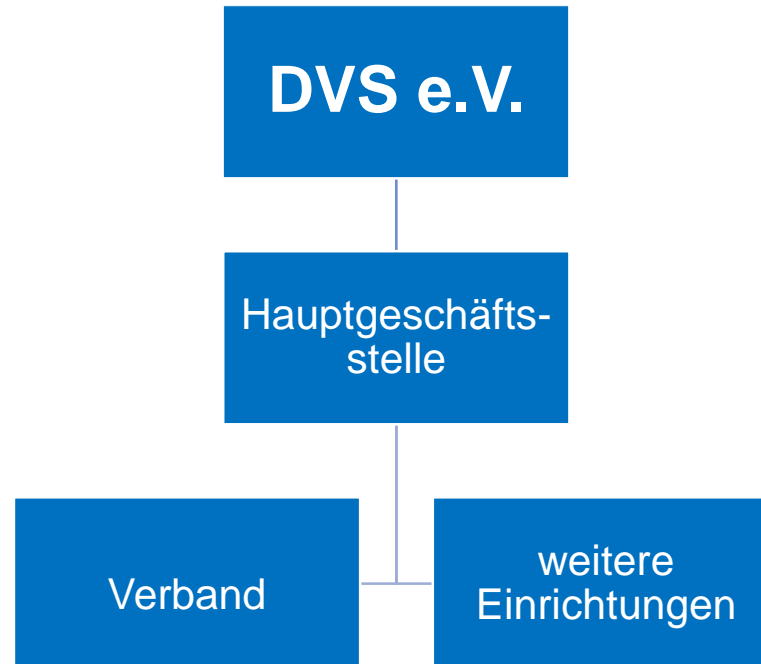 DVS e.V.
Hauptgeschäfts-
stelle
Verband
weitere
Einrichtungen